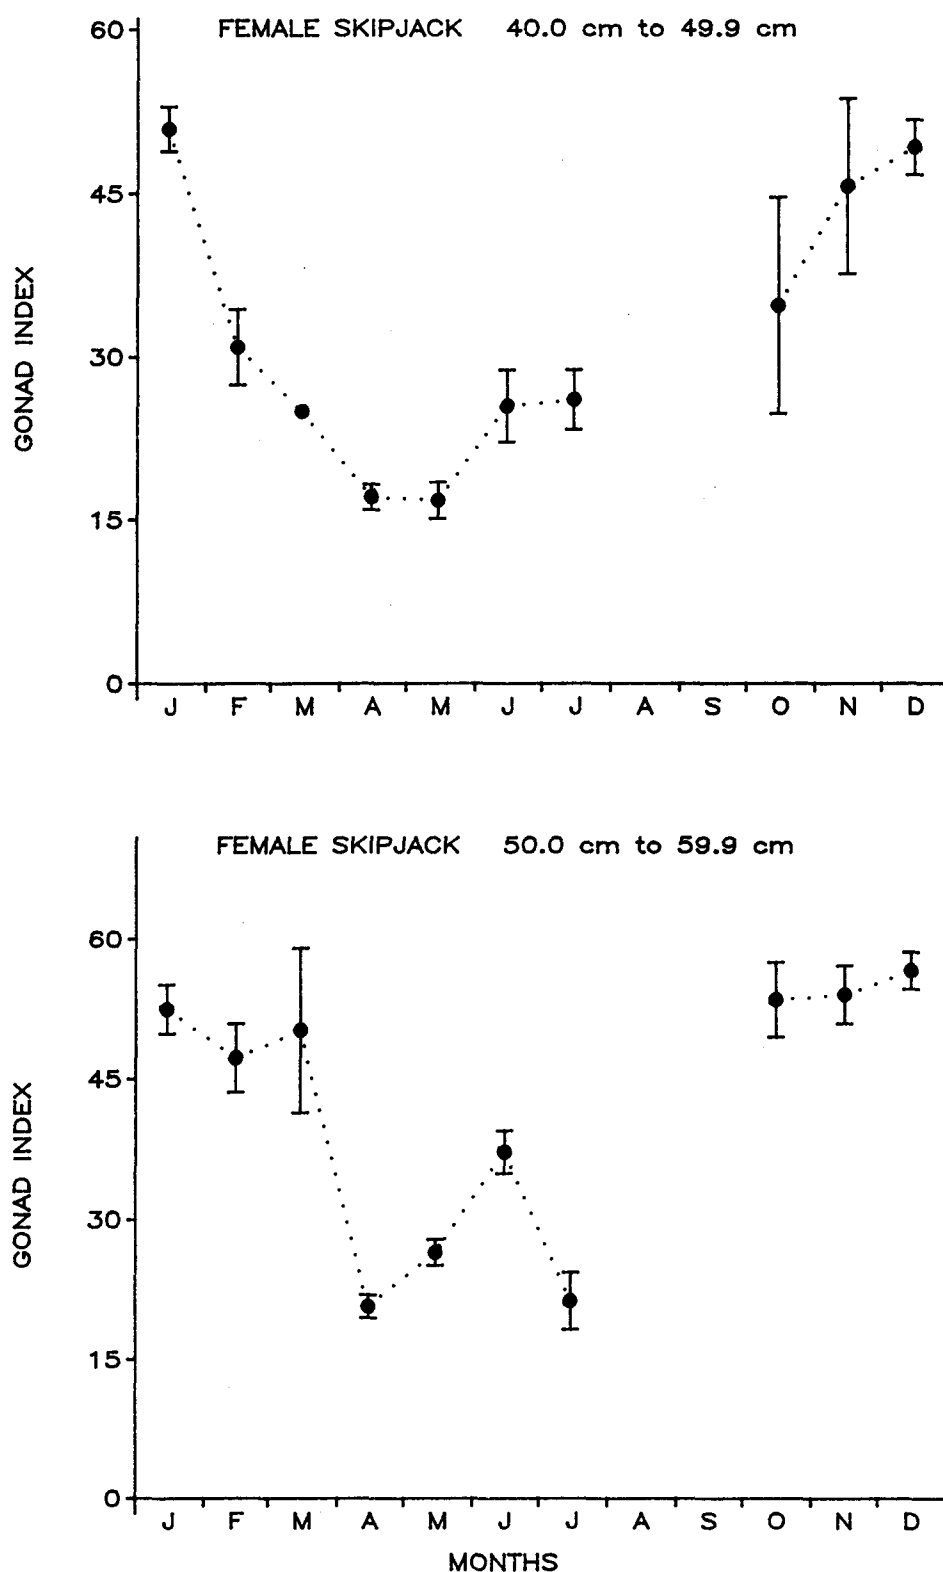 FEMALE SKIPJACK 40.0 cm to 49.9 cm
60
45
30
15
0
GONAD INDEX
J F M A M J J A S O N D
FEMALE SKIPJACK 50.0 cm to 59.9 cm
60
45
30
15
0
GONAD INDEX
J F M A M J J A S O N D
MONTHS